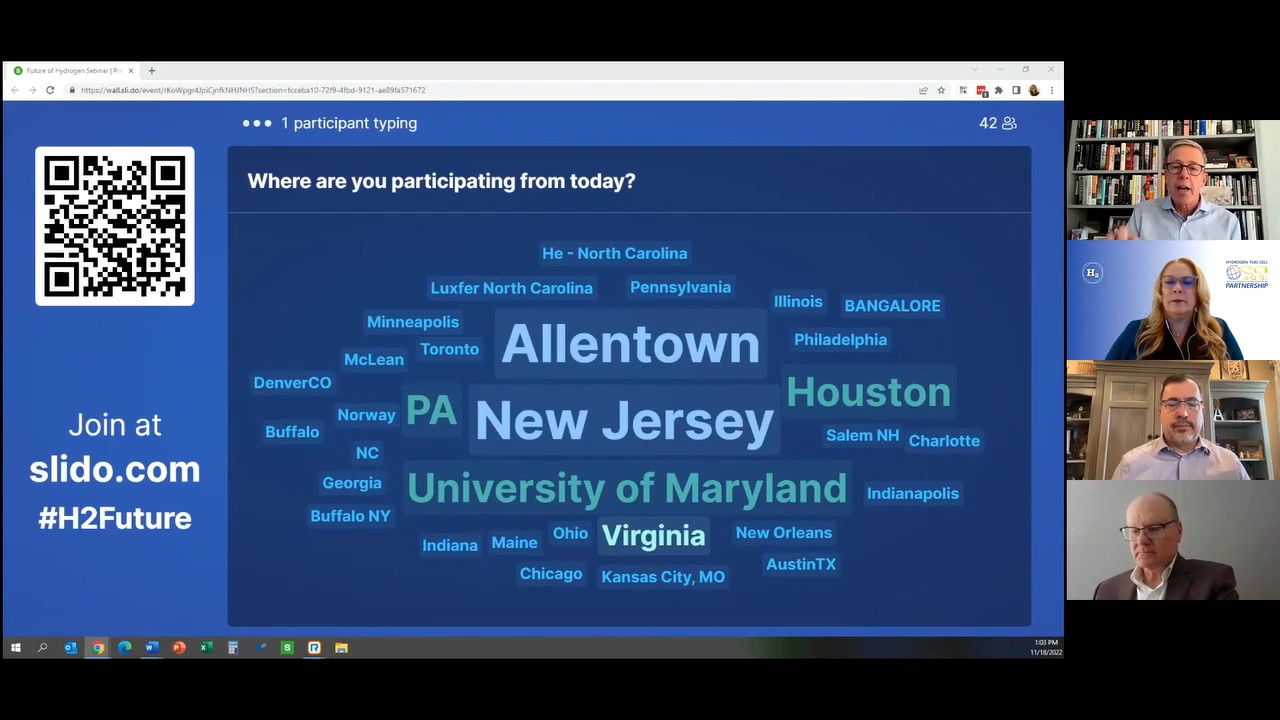 Future of Hydrogen Sebinar | Pre
https://wall.sli.do/event/rKoWpgr4JpiCjnfkNHJNHS?section=fcceba10-72f9-4fbd-9121-ae89fa571672
1 participant typing
42
Where are you participating from today?
He - North Carolina
Luxfer North Carolina
Pennsylvania
Illinois
BANGALORE
Minneapolis
Allentown
Philadelphia
McLean
Toronto
DenverCO
Houston
Norway
PA
New Jersey
Buffalo
Salem NH
Charlotte
NC
Georgia
University of Maryland
Indianapolis
Buffalo NY
Indiana
Maine
Ohio
Virginia
New Orleans
AustinTX
Chicago
Kansas City, MO
Join at
slido.com
#H2Future
1:03 PM
11/18/2022
HYDROGEN FUEL CELL
PARTNERSHIP